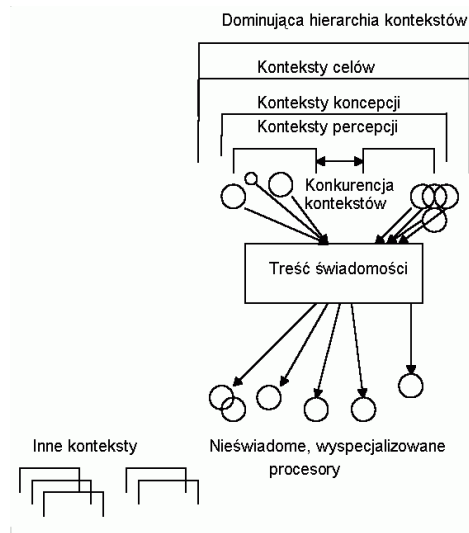 Dominująca hierarchia kontekstów
Konteksty celów
Konteksty koncepcji
Konteksty percepcji
Konkurencja
kontekstów
Treść świadomości
Inne konteksty
Nieświadome, wyspecjalizowane
procesory